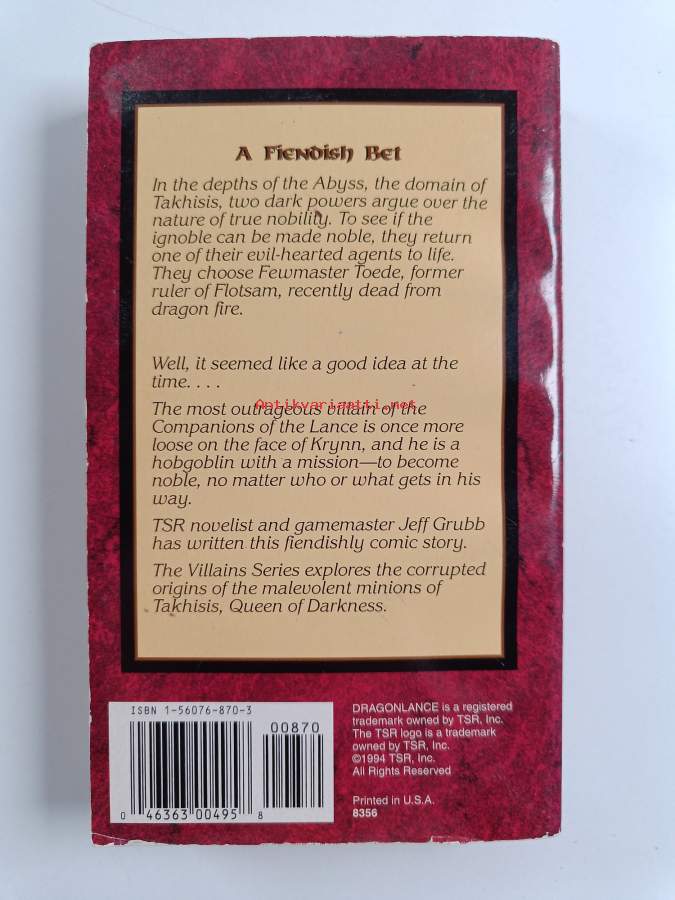 A Fiendish Bet
In the depths of the Abyss, the domain of
Takhisis, two dark powers argue over the
nature of true nobility. To see if the
ignoble can be made noble, they return
one of their evil-hearted agents to life.
They choose Fewmaster Toede, former
ruler of Flotsam, recently dead from
dragon fire.
Well, it seemed like a good idea at the
time. . . .
Antikvariaatti.net
The most outrageous villain of the
Companions of the Lance is once more
loose on the face of Krynn, and he is a
hobgoblin with a mission—to become
noble, no matter who or what gets in his
way.
TSR novelist and gamemaster Jeff Grubb
has written this fiendishly comic story.
The Villains Series explores the corrupted
origins of the malevolent minions of
Takhisis, Queen of Darkness.
ISBN 1-56076-870-3
00870
0 46363 00495 8
DRAGONLANCE is a registered
trademark owned by TSR, Inc.
The TSR logo is a trademark
owned by TSR, Inc.
©1994 TSR, Inc.
All Rights Reserved
Printed in U.S.A.
8356